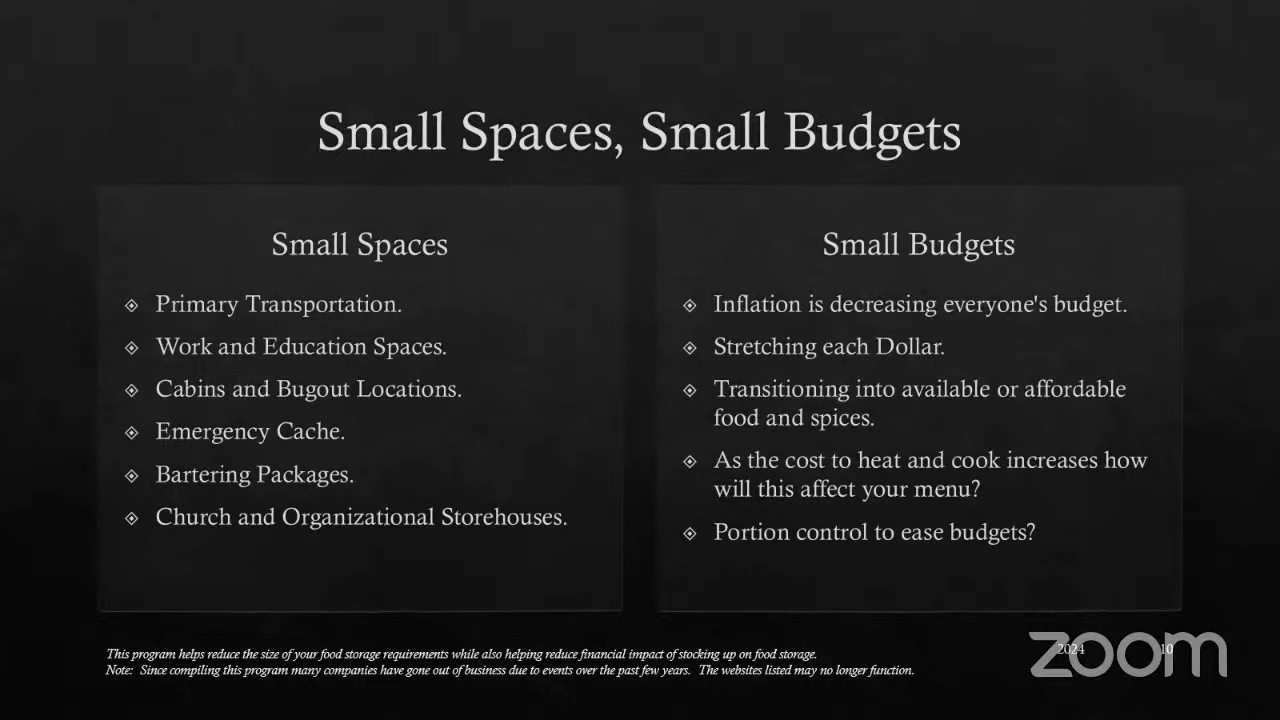 Small Spaces, Small Budgets
Small Spaces
Primary Transportation.
Work and Education Spaces.
Cabins and Bugout Locations.
Emergency Cache.
Bartering Packages.
Church and Organizational Storehouses.
Small Budgets
Inflation is decreasing everyone's budget.
Stretching each Dollar.
Transitioning into available or affordable
food and spices.
As the cost to heat and cook increases how
will this affect your menu?
Portion control to ease budgets?
This program helps reduce the size of your food storage requirements while also helping reduce financial impact of stocking up on food storage.
Note: Since compiling this program many companies have gone out of business due to events over the past few years. The websites listed may no longer function.
2024
10
zoom